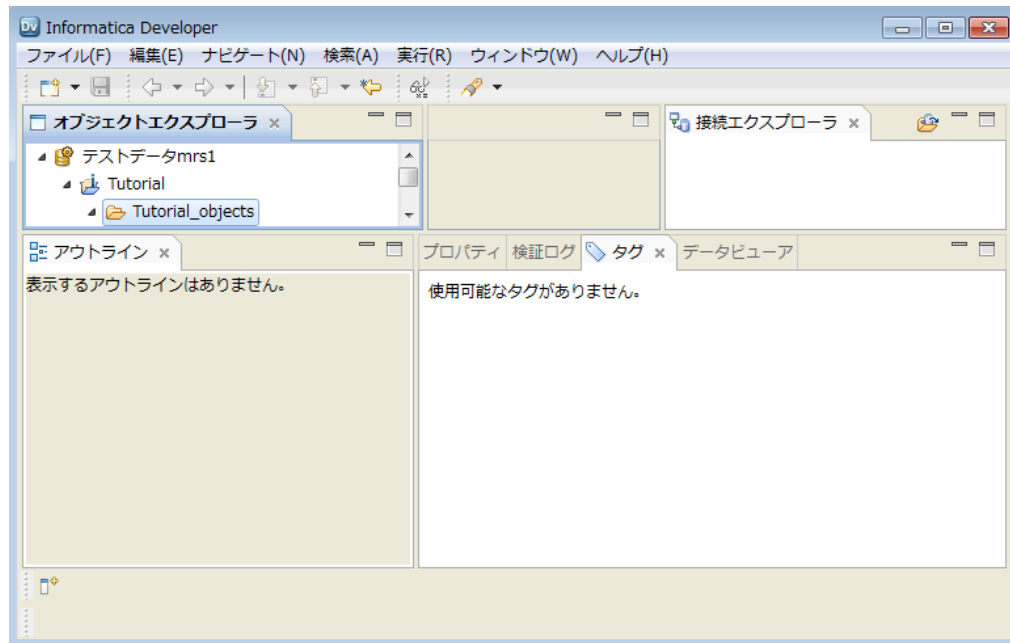 Informatica Developer
ファイル(F) 編集(E) ナビゲート(N) 検索(A) 実行(R) ウィンドウ(W) ヘルプ(H)
オブジェクトエクスプローラ
接続エクスプローラ
テストデータmrs1
Tutorial
Tutorial_objects
アウトライン
プロパティ 検証ログ タグ データビューア
表示するアウトラインはありません。
使用可能なタグがありません。